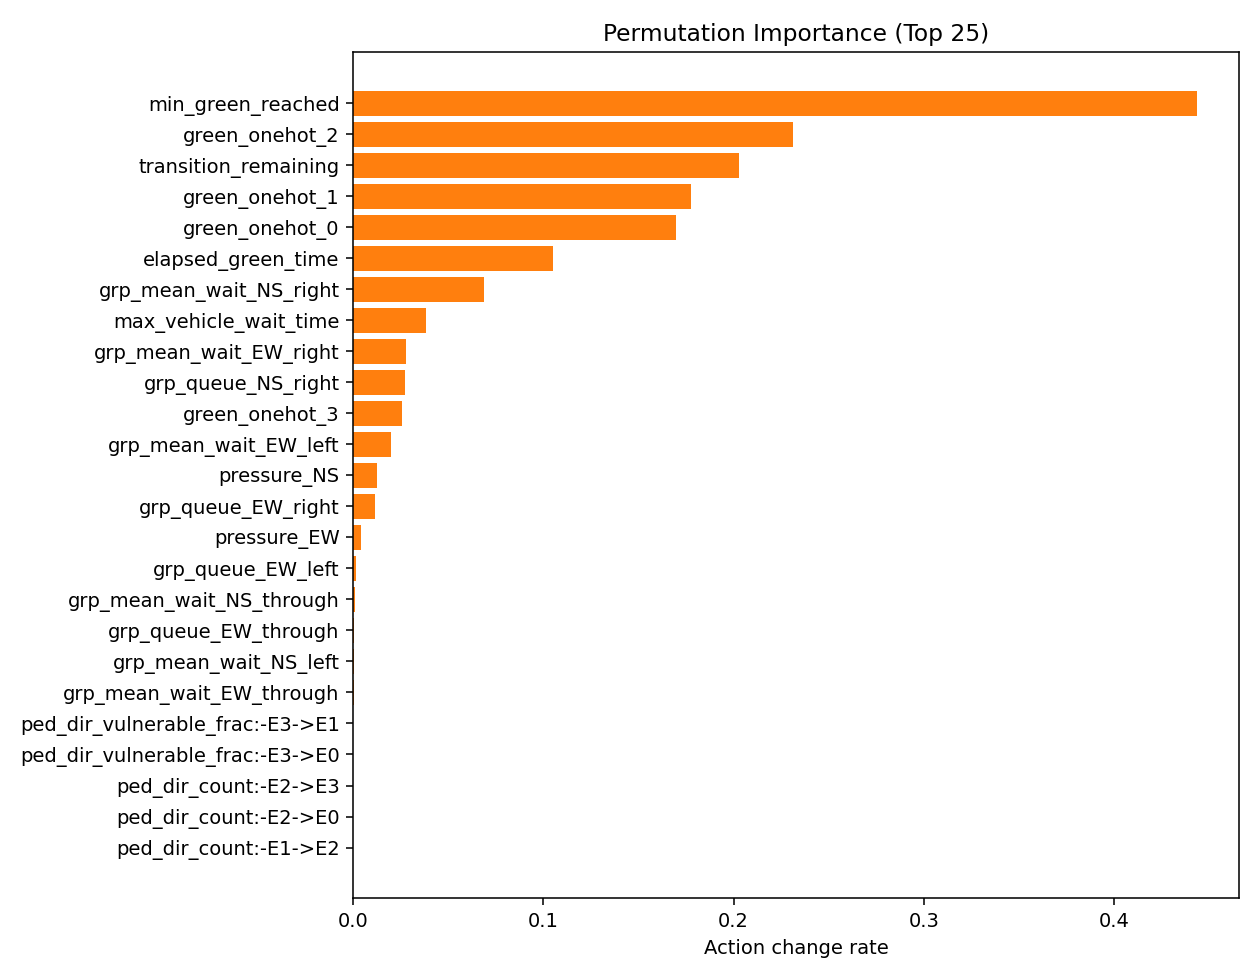 Permutation Importance (Top 25)
min_green_reached
green_onehot_2
transition_remaining
green_onehot_1
green_onehot_0
elapsed_green_time
grp_mean_wait_NS_right
max_vehicle_wait_time
grp_mean_wait_EW_right
grp_queue_NS_right
green_onehot_3
grp_mean_wait_EW_left
pressure_NS
grp_queue_EW_right
pressure_EW
grp_queue_EW_left
grp_mean_wait_NS_through
grp_queue_EW_through
grp_mean_wait_NS_left
grp_mean_wait_EW_through
ped_dir_vulnerable_frac:-E3->E1
ped_dir_vulnerable_frac:-E3->E0
ped_dir_count:-E2->E3
ped_dir_count:-E2->E0
ped_dir_count:-E1->E2
0.0 0.1 0.2 0.3 0.4
Action change rate